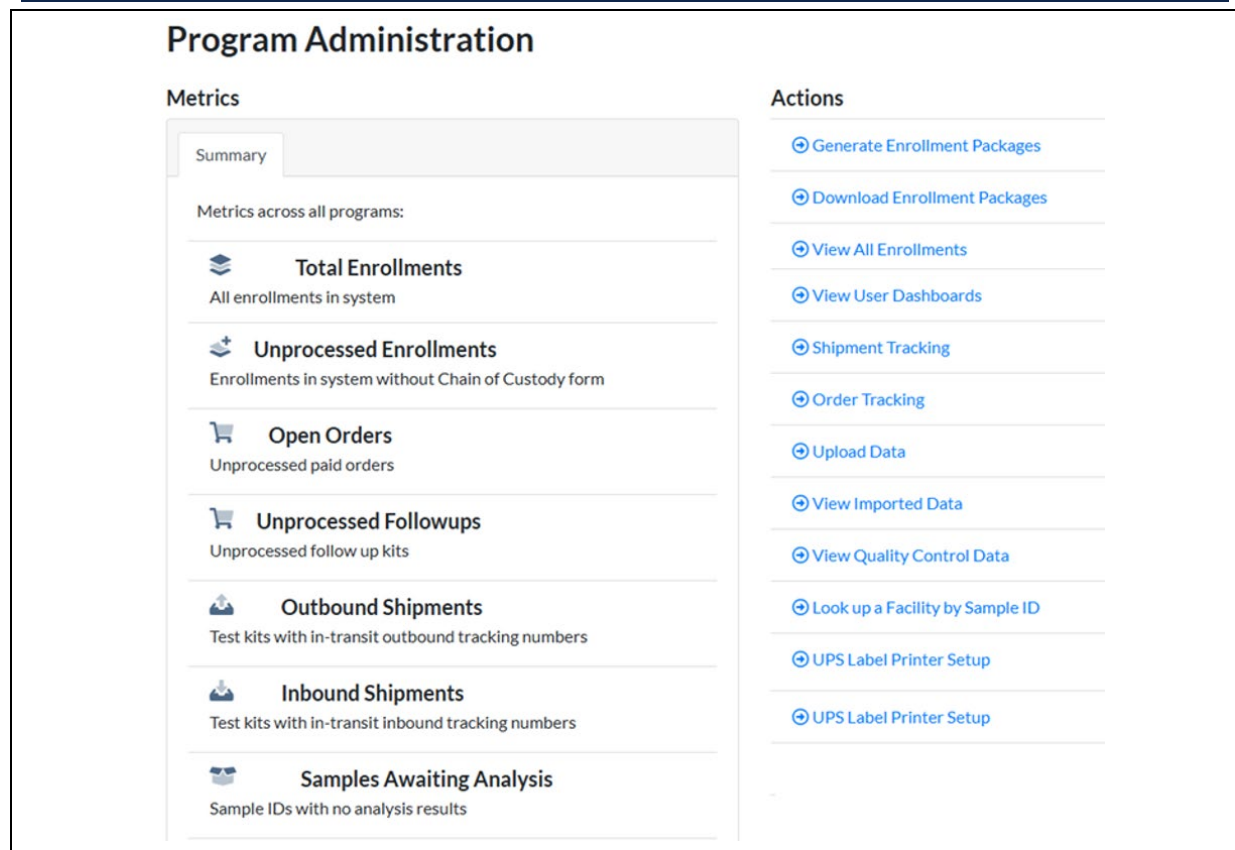 Program Administration
Metrics
Summary
Metrics across all programs:
Total Enrollments
All enrollments in system
Unprocessed Enrollments
Enrollments in system without Chain of Custody form
Open Orders
Unprocessed paid orders
Unprocessed Followups
Unprocessed follow up kits
Outbound Shipments
Test kits with in-transit outbound tracking numbers
Inbound Shipments
Test kits with in-transit inbound tracking numbers
Samples Awaiting Analysis
Sample IDs with no analysis results
Actions
Generate Enrollment Packages
Download Enrollment Packages
View All Enrollments
View User Dashboards
Shipment Tracking
Order Tracking
Upload Data
View Imported Data
View Quality Control Data
Look up a Facility by Sample ID
UPS Label Printer Setup
UPS Label Printer Setup